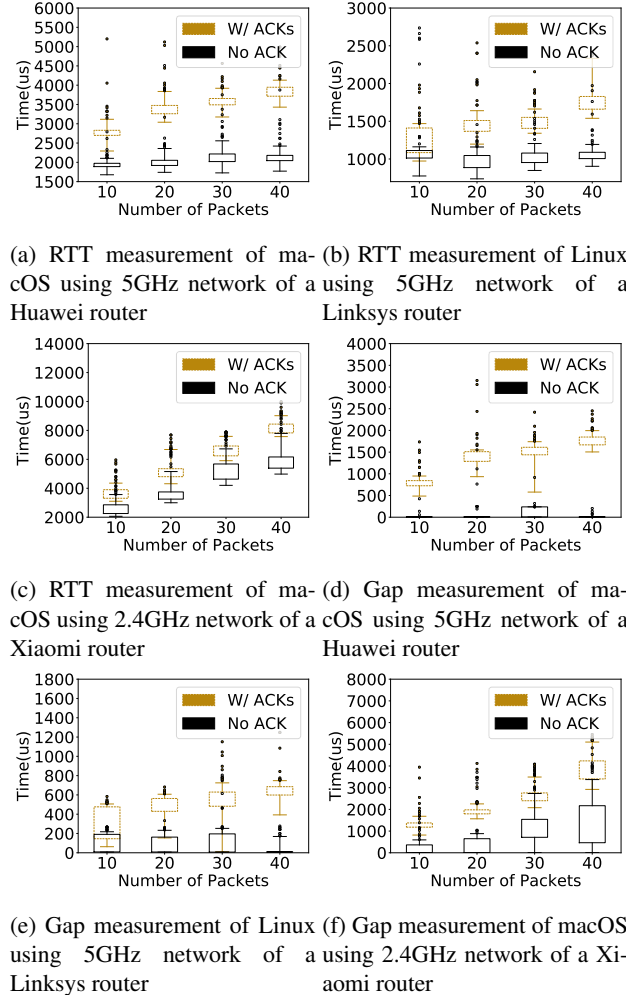 6000
5500
5000
4500
4000
3500
3000
2500
2000
1500
Time(us)
W/ ACKs
No ACK
10 20 30 40
Number of Packets
(a) RTT measurement of ma-
cOS using 5GHz network of a
Huawei router
3000
2500
2000
1500
1000
Time(us)
W/ ACKs
No ACK
10 20 30 40
Number of Packets
(b) RTT measurement of Linux
using 5GHz network of a
Linksys router
14000
12000
10000
8000
6000
4000
2000
Time(us)
W/ ACKs
No ACK
10 20 30 40
Number of Packets
(c) RTT measurement of ma-
cOS using 2.4GHz network of a
Xiaomi router
4000
3500
3000
2500
2000
1500
1000
500
0
Time(us)
W/ ACKs
No ACK
10 20 30 40
Number of Packets
(d) Gap measurement of ma-
cOS using 5GHz network of a
Huawei router
1800
1600
1400
1200
1000
800
600
400
200
0
Time(us)
W/ ACKs
No ACK
10 20 30 40
Number of Packets
(e) Gap measurement of Linux
using 5GHz network of a
Linksys router
8000
7000
6000
5000
4000
3000
2000
1000
0
Time(us)
W/ ACKs
No ACK
10 20 30 40
Number of Packets
(f) Gap measurement of macOS
using 2.4GHz network of a Xi-
aomi router